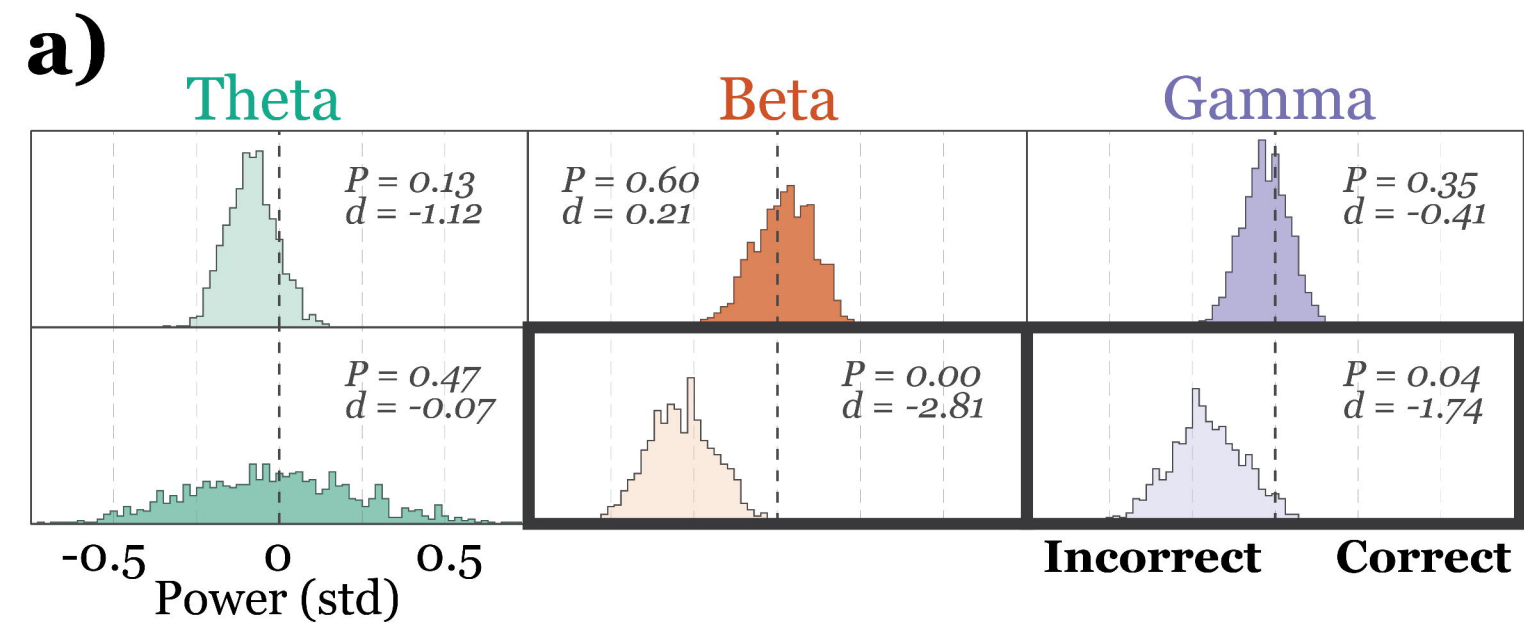 a)
Theta Beta Gamma
P = 0.13
d = -1.12
P = 0.60
d = 0.21
P = 0.35
d = -0.41
P = 0.47
d = -0.07
P = 0.00
d = -2.81
P = 0.04
d = -1.74
-0.5 0 0.5
Power (std)
Incorrect Correct